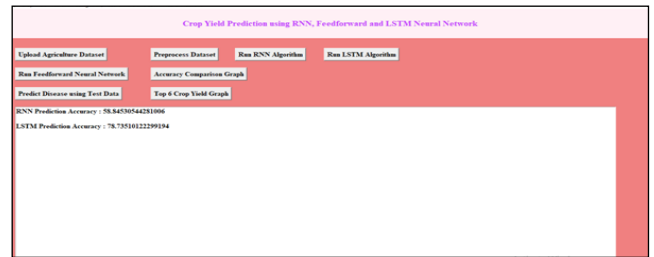 Crop Yield Prediction using RNN, Feedforward and LSTM Neural Network
Upload Agriculture Dataset Preprocess Dataset Run RNN Algorithm Run LSTM Algorithm
Run Feedforward Neural Network Accuracy Comparison Graph
Predict Disease using Test Data Top 6 Crop Yield Graph
RNN Prediction Accuracy : 58.84530544281006
LSTM Prediction Accuracy : 78.73510122299194